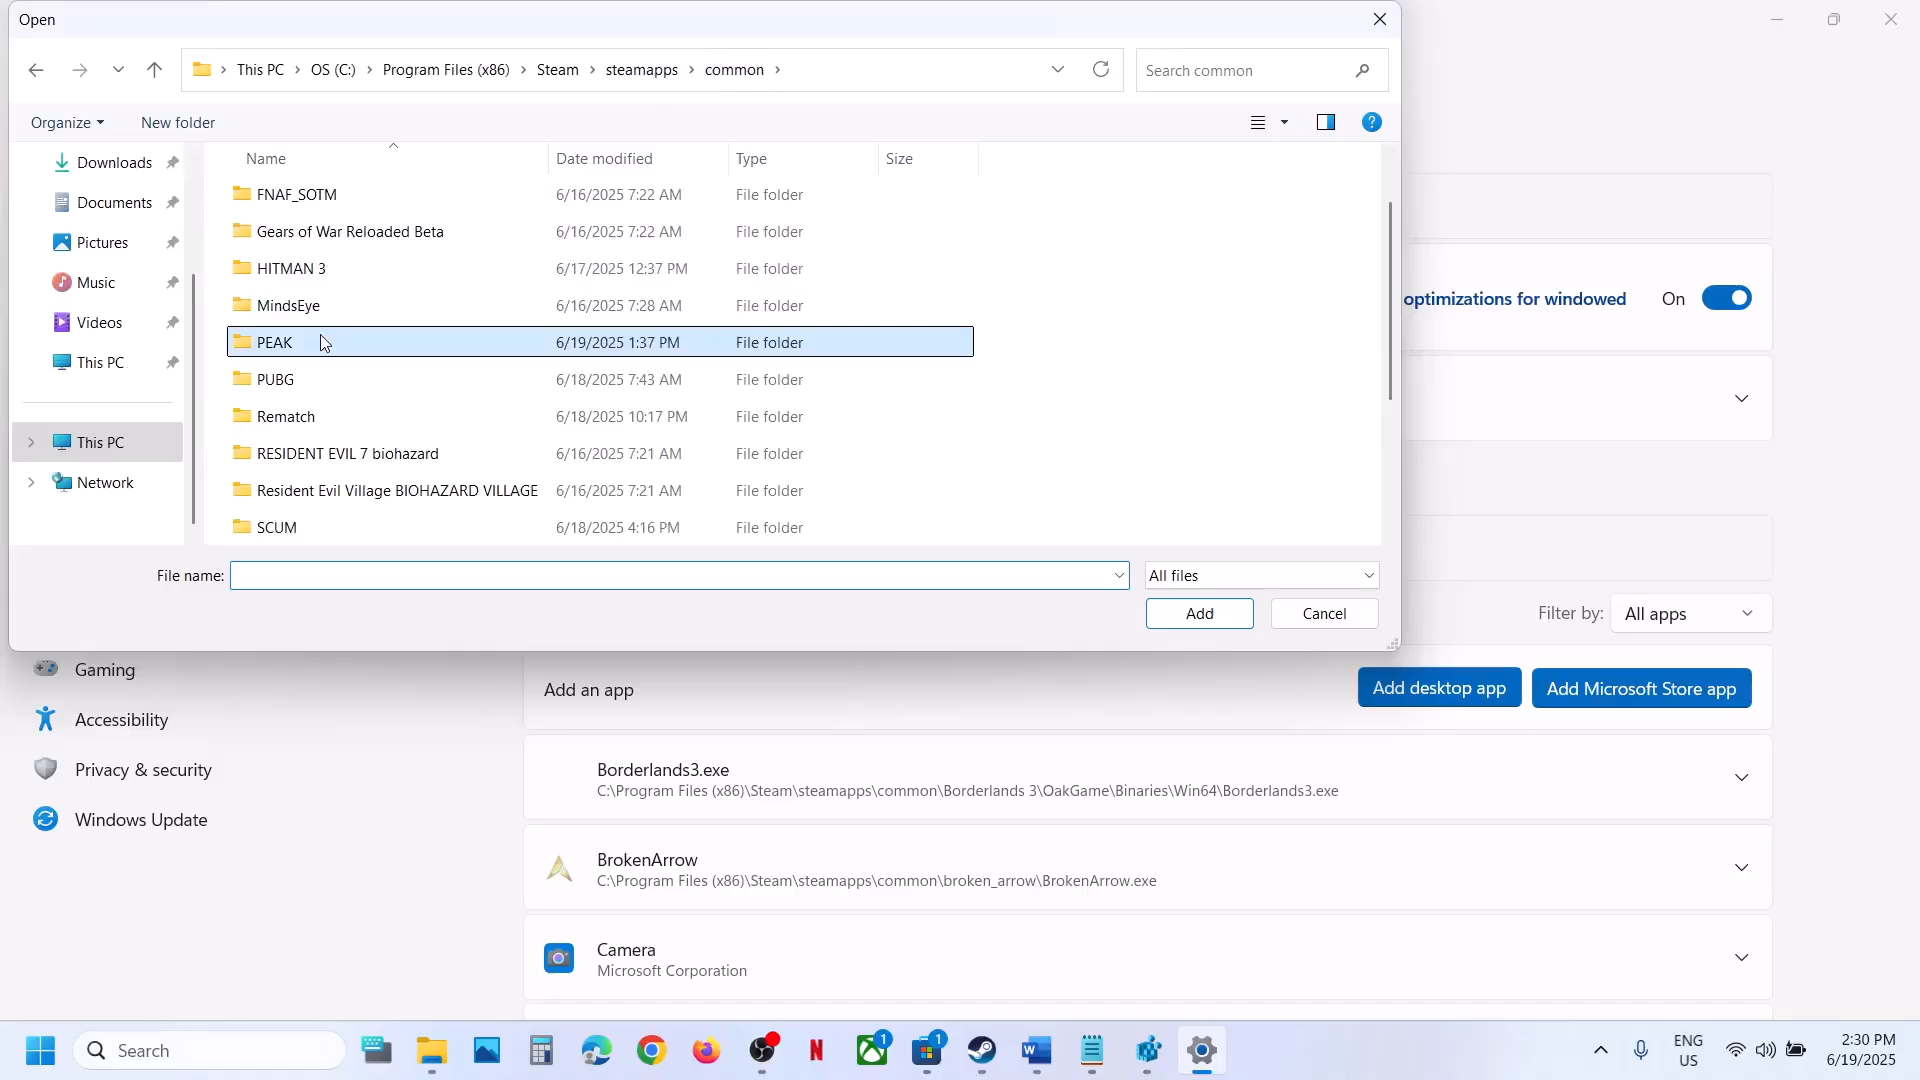 Open
This PC > OS (C:) > Program Files (x86) > Steam > steamapps > common >
Search common
Organize
New folder
Downloads
Documents
Pictures
Music
Videos
This PC
This PC
Network
Name Date modified Type Size
FNAF_SOTM 6/16/2025 7:22 AM File folder
Gears of War Reloaded Beta 6/16/2025 7:22 AM File folder
HITMAN 3 6/17/2025 12:37 PM File folder
MindsEye 6/16/2025 7:28 AM File folder
PEAK 6/19/2025 1:37 PM File folder
PUBG 6/18/2025 7:43 AM File folder
Rematch 6/18/2025 10:17 PM File folder
RESIDENT EVIL 7 biohazard 6/16/2025 7:21 AM File folder
Resident Evil Village BIOHAZARD VILLAGE 6/16/2025 7:21 AM File folder
SCUM 6/18/2025 4:16 PM File folder
File name:
All files
Add Cancel
optimizations for windowed On
Filter by: All apps
Gaming
Accessibility
Privacy & security
Windows Update
Add an app
Add desktop app
Add Microsoft Store app
Borderlands3.exe
C:\Program Files (x86)\Steam\steamapps\common\Borderlands 3\OakGame\Binaries\Win64\Borderlands3.exe
BrokenArrow
C:\Program Files (x86)\Steam\steamapps\common\broken_arrow\BrokenArrow.exe
Camera
Microsoft Corporation
Search
1
1
ENG
US
2:30 PM
6/19/2025